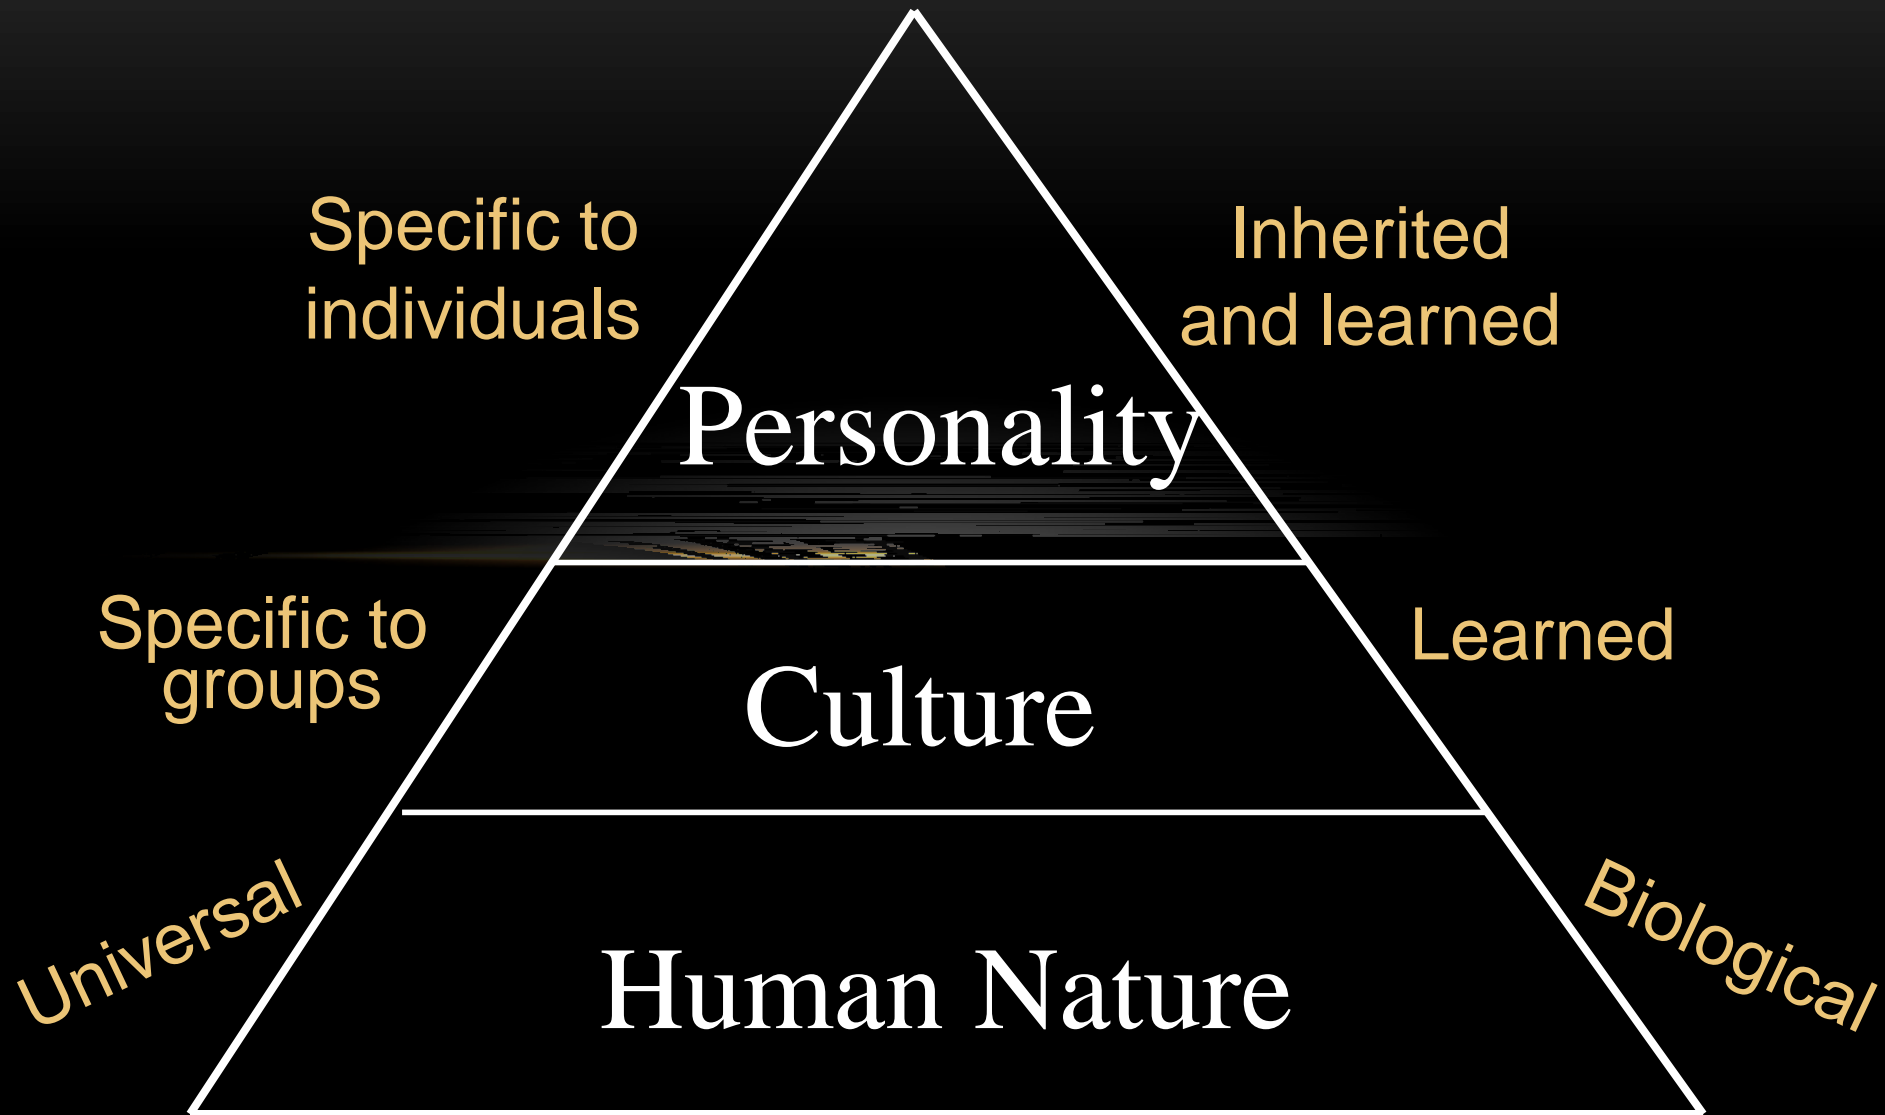 Specific to
individuals
Inherited
and learned
Personality
Specific to
groups
Culture
Learned
Universal
Human Nature
Biological